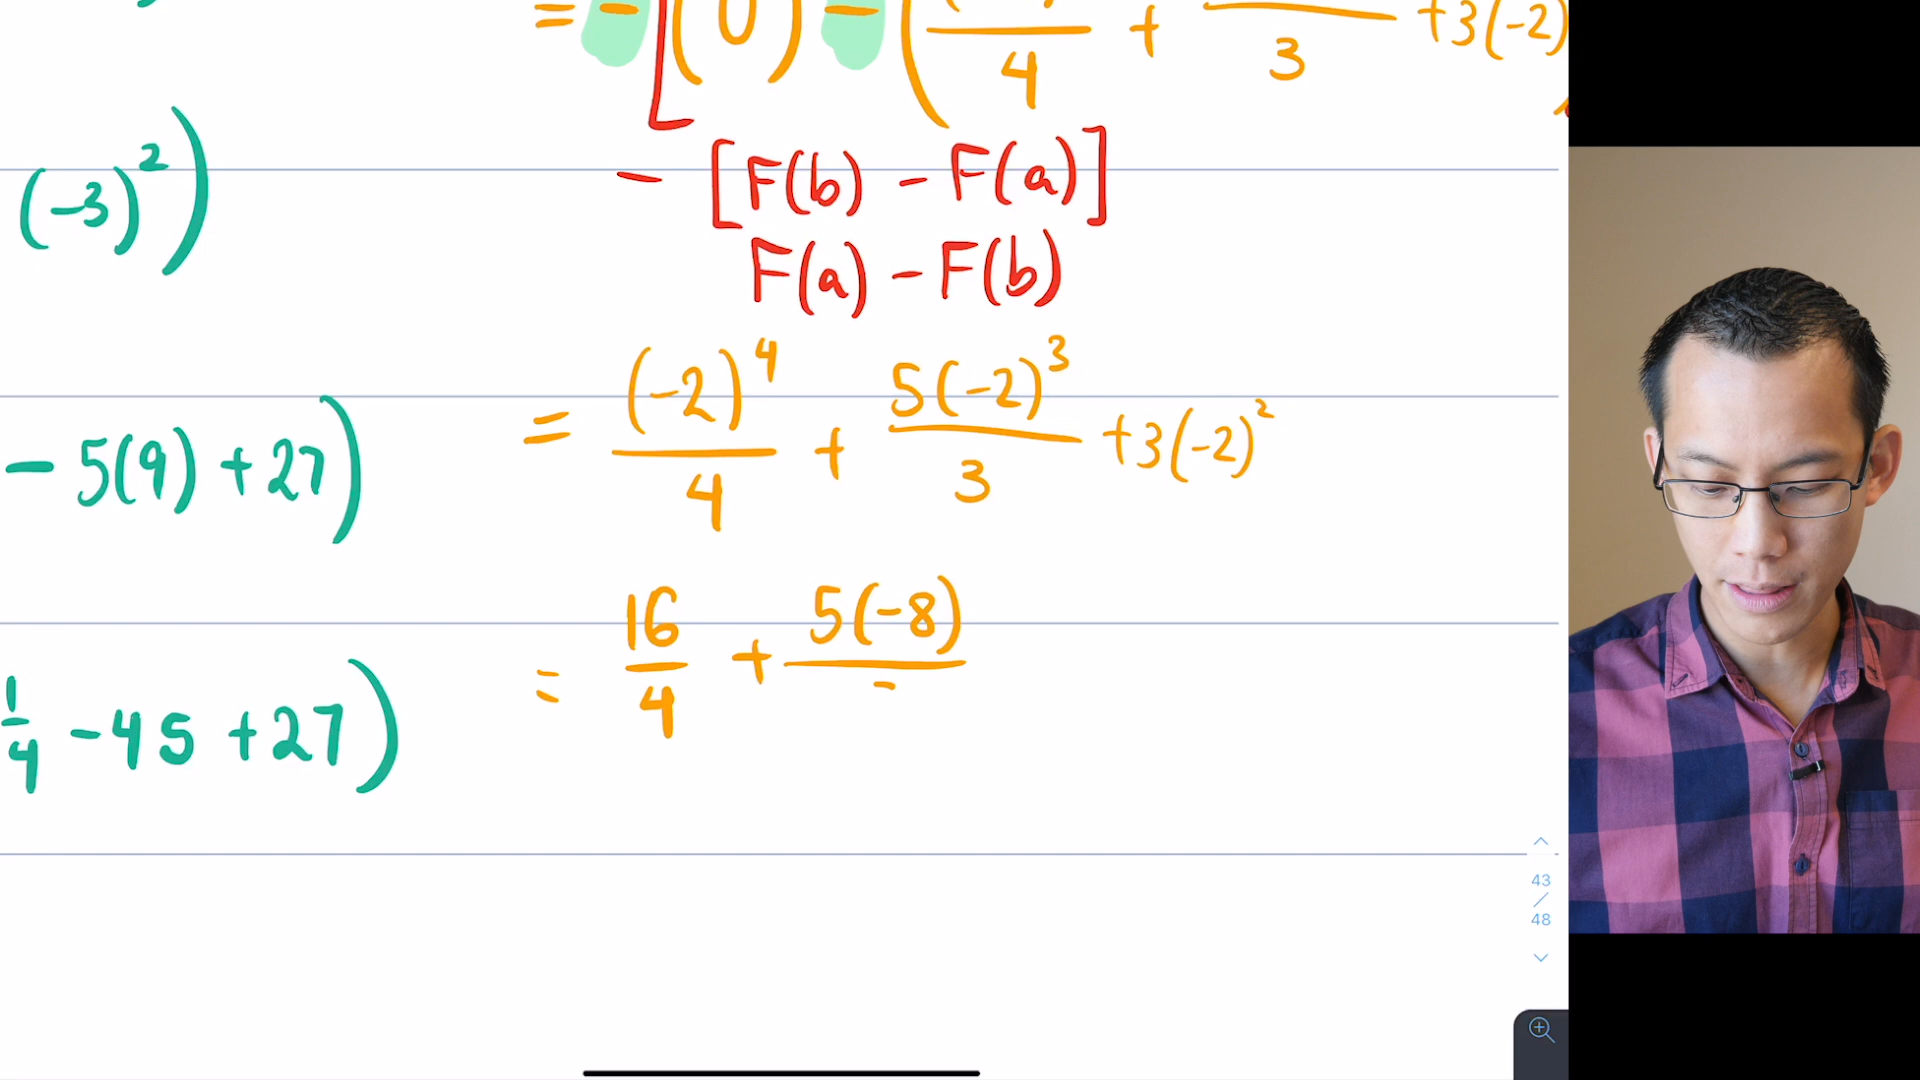 = - [(0) - ( 4 + 3 +3(-2)
(-3)²)
- [F(b) - F(a)]
F(a) - F(b)
- 5(9) + 27)
= (-2)⁴/4 + 5(-2)³/3 +3(-2)²
1/4 - 45 + 27)
= 16/4 + 5(-8)
43
/
48